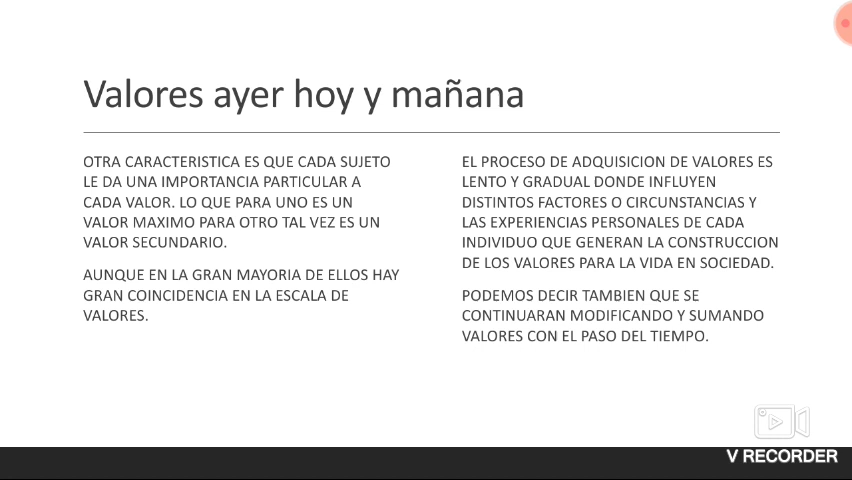 Valores ayer hoy y mañana
OTRA CARACTERISTICA ES QUE CADA SUJETO
LE DA UNA IMPORTANCIA PARTICULAR A
CADA VALOR. LO QUE PARA UNO ES UN
VALOR MAXIMO PARA OTRO TAL VEZ ES UN
VALOR SECUNDARIO.
AUNQUE EN LA GRAN MAYORIA DE ELLOS HAY
GRAN COINCIDENCIA EN LA ESCALA DE
VALORES.
EL PROCESO DE ADQUISICION DE VALORES ES
LENTO Y GRADUAL DONDE INFLUYEN
DISTINTOS FACTORES O CIRCUNSTANCIAS Y
LAS EXPERIENCIAS PERSONALES DE CADA
INDIVIDUO QUE GENERAN LA CONSTRUCCION
DE LOS VALORES PARA LA VIDA EN SOCIEDAD.
PODEMOS DECIR TAMBIEN QUE SE
CONTINUARAN MODIFICANDO Y SUMANDO
VALORES CON EL PASO DEL TIEMPO.
V RECORDER